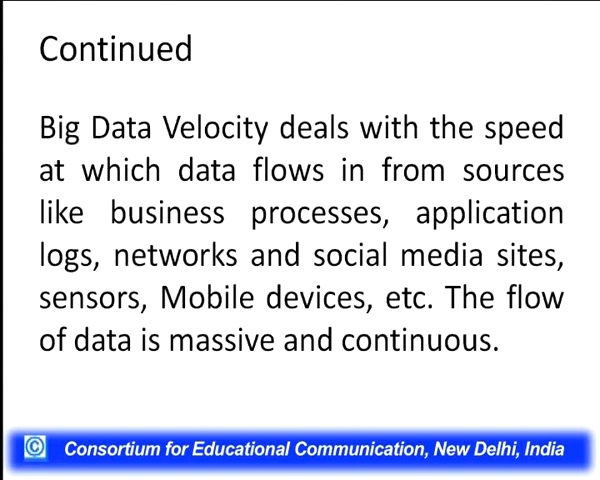 Continued
Big Data Velocity deals with the speed
at which data flows in from sources
like business processes, application
logs, networks and social media sites,
sensors, Mobile devices, etc. The flow
of data is massive and continuous.
© Consortium for Educational Communication, New Delhi, India